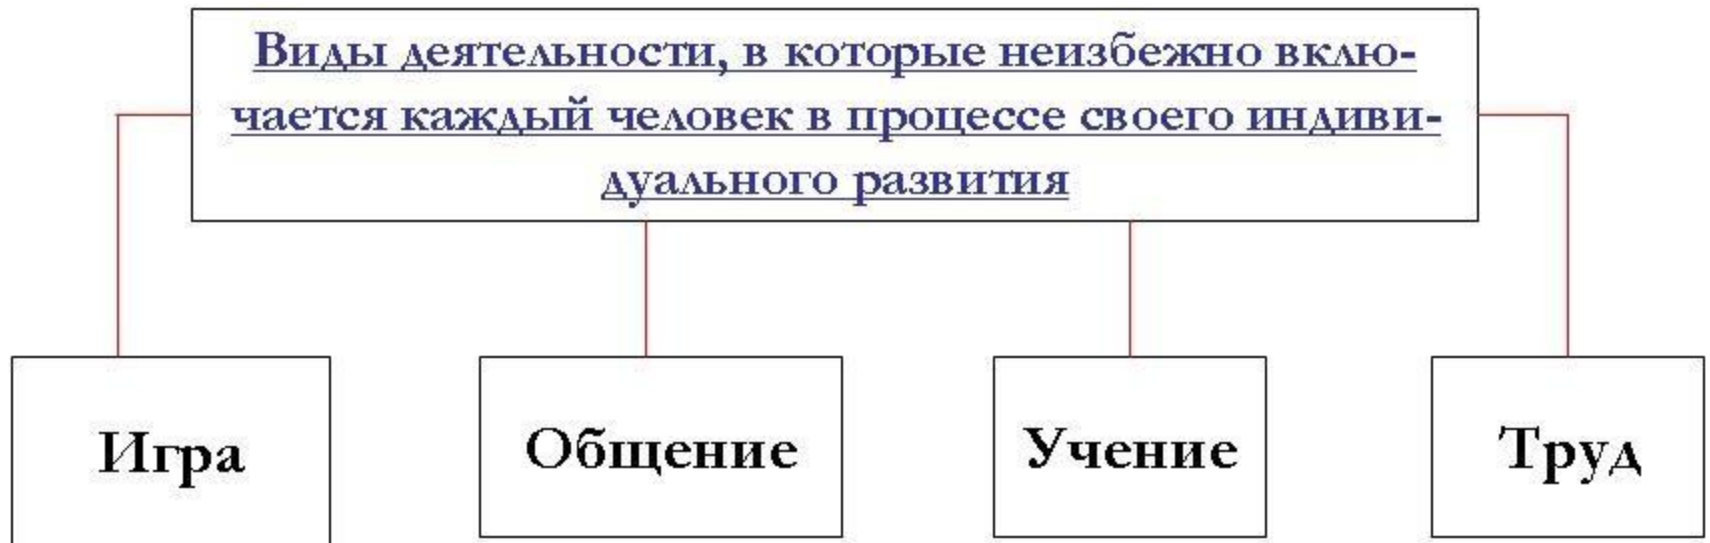 Виды деятельности, в которые неизбежно вклю-
чается каждый человек в процессе своего индиви-
дуального развития
Игра
Общение
Учение
Труд